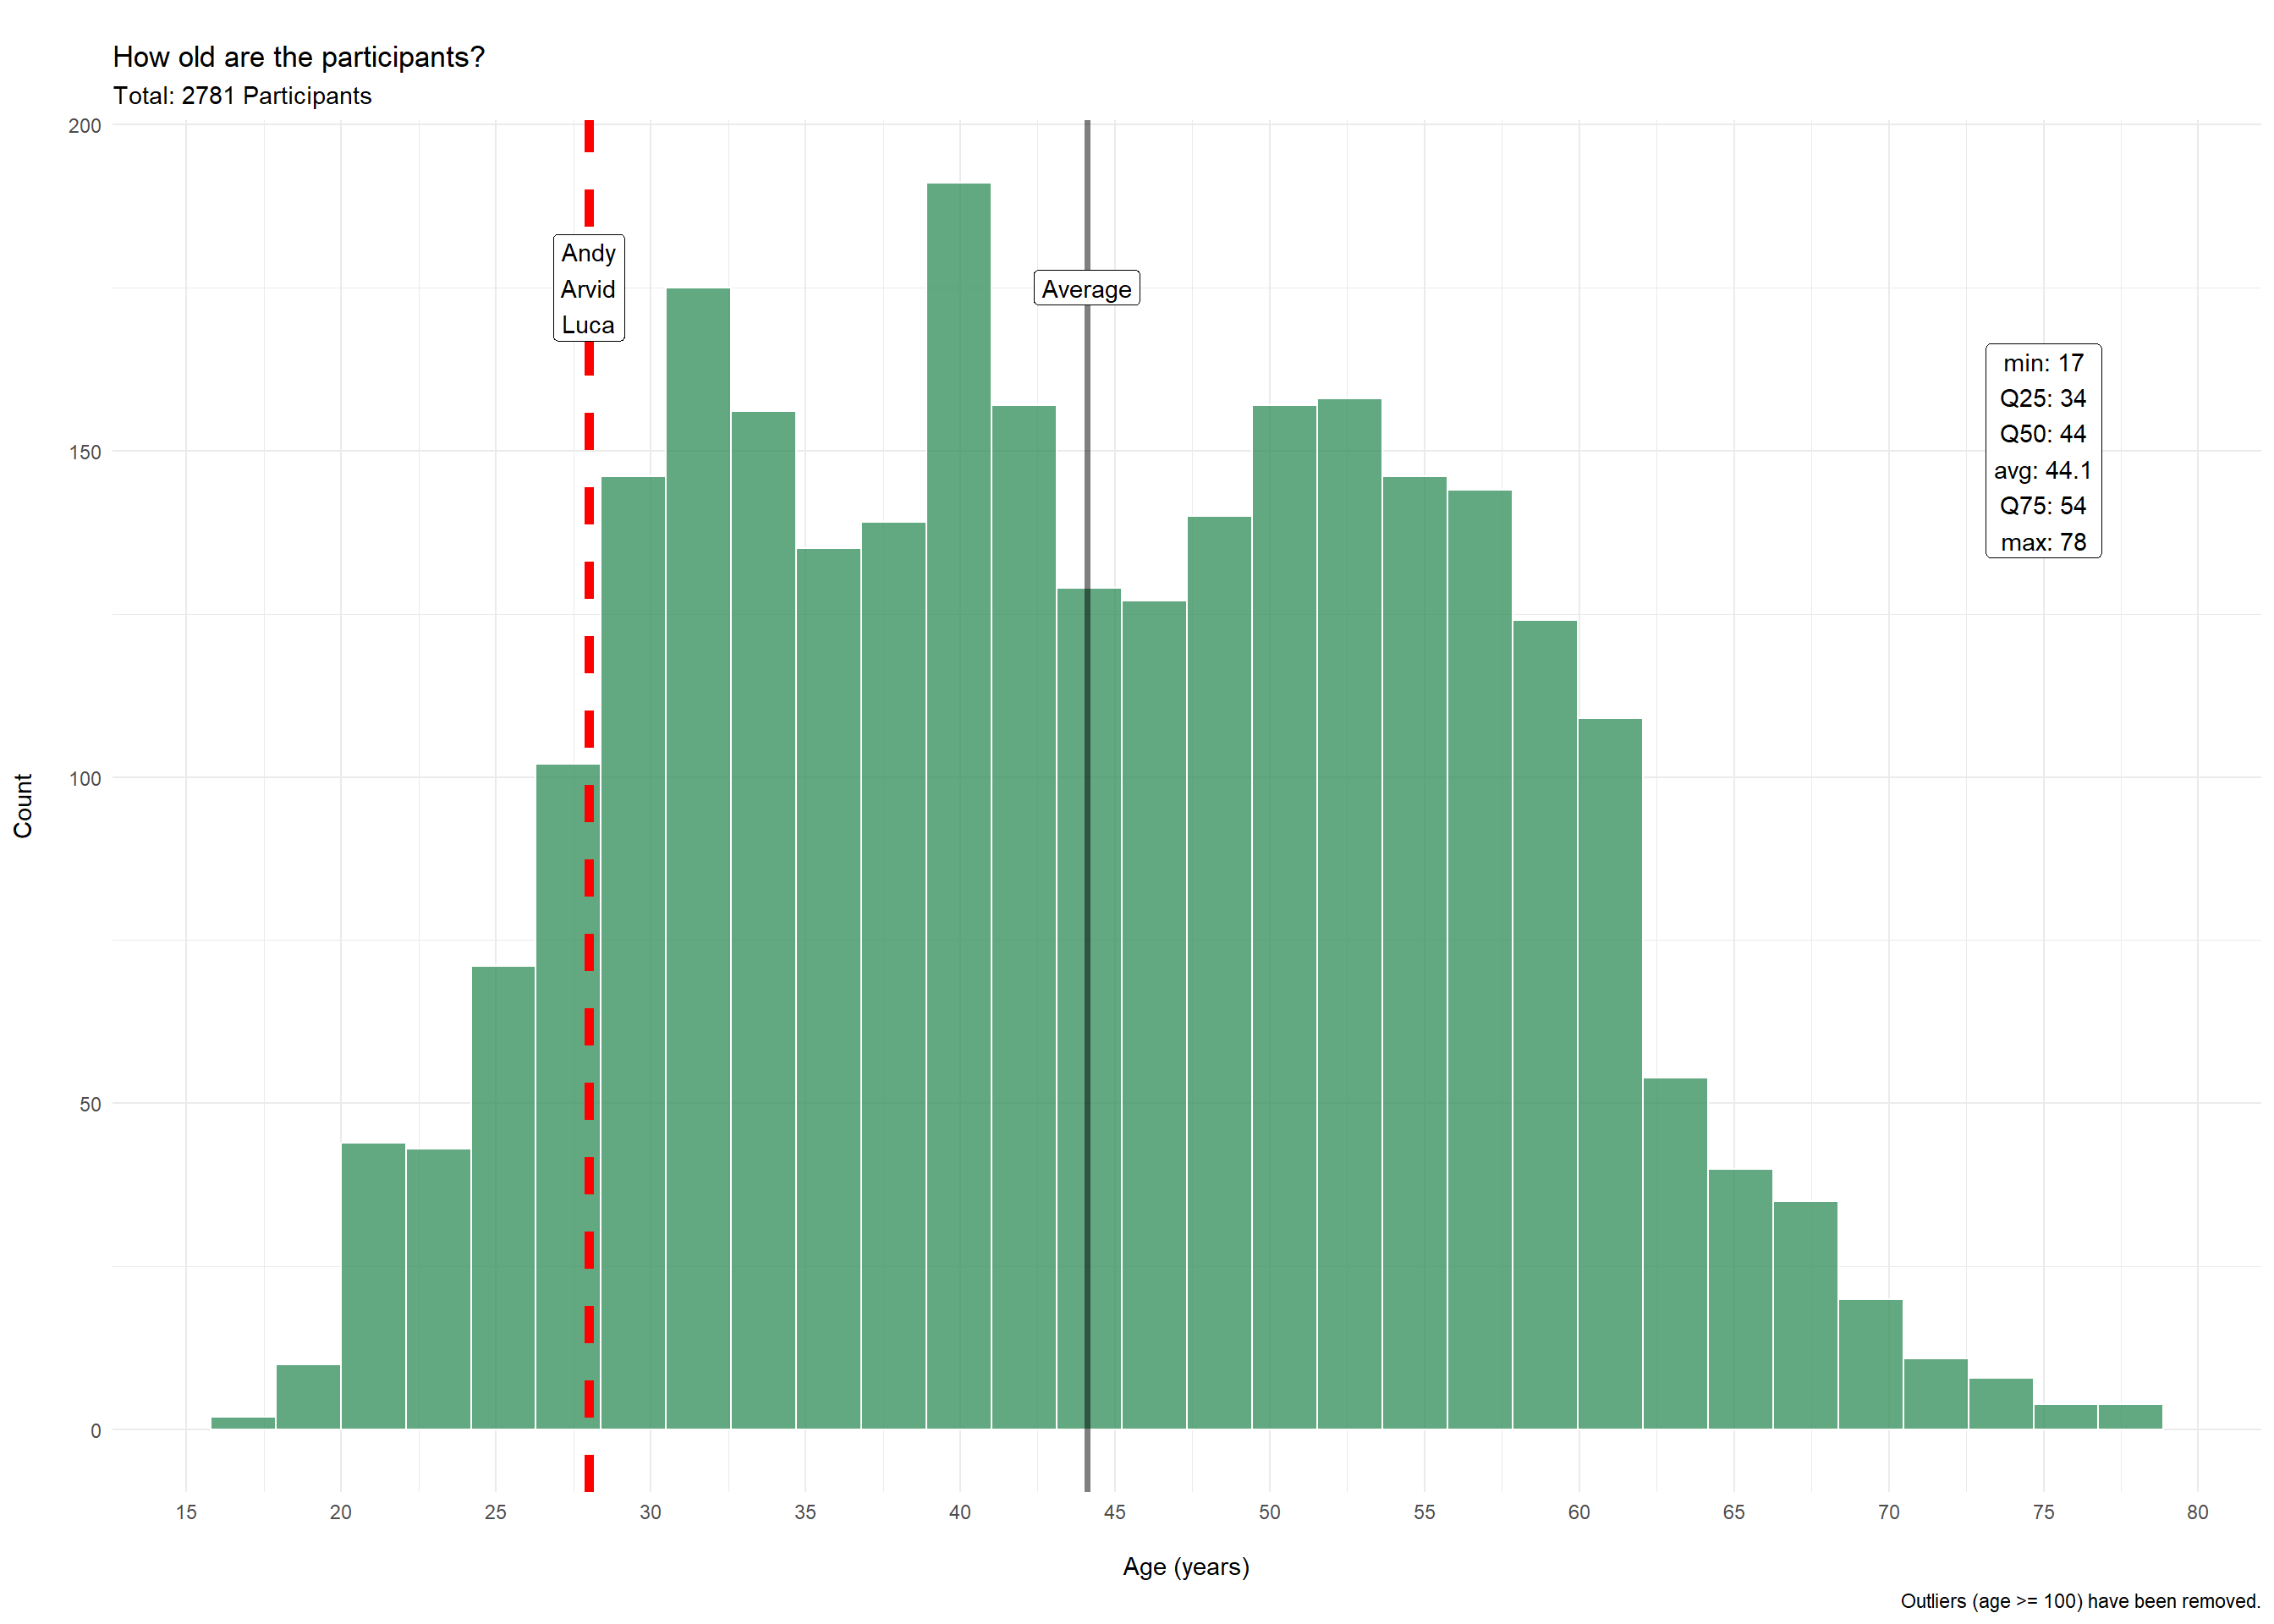 How old are the participants?
Total: 2781 Participants
200
150
100
50
0
Count
Andy
Arvid
Luca
Average
min: 17
Q25: 34
Q50: 44
avg: 44.1
Q75: 54
max: 78
15 20 25 30 35 40 45 50 55 60 65 70 75 80
Age (years)
Outliers (age >= 100) have been removed.